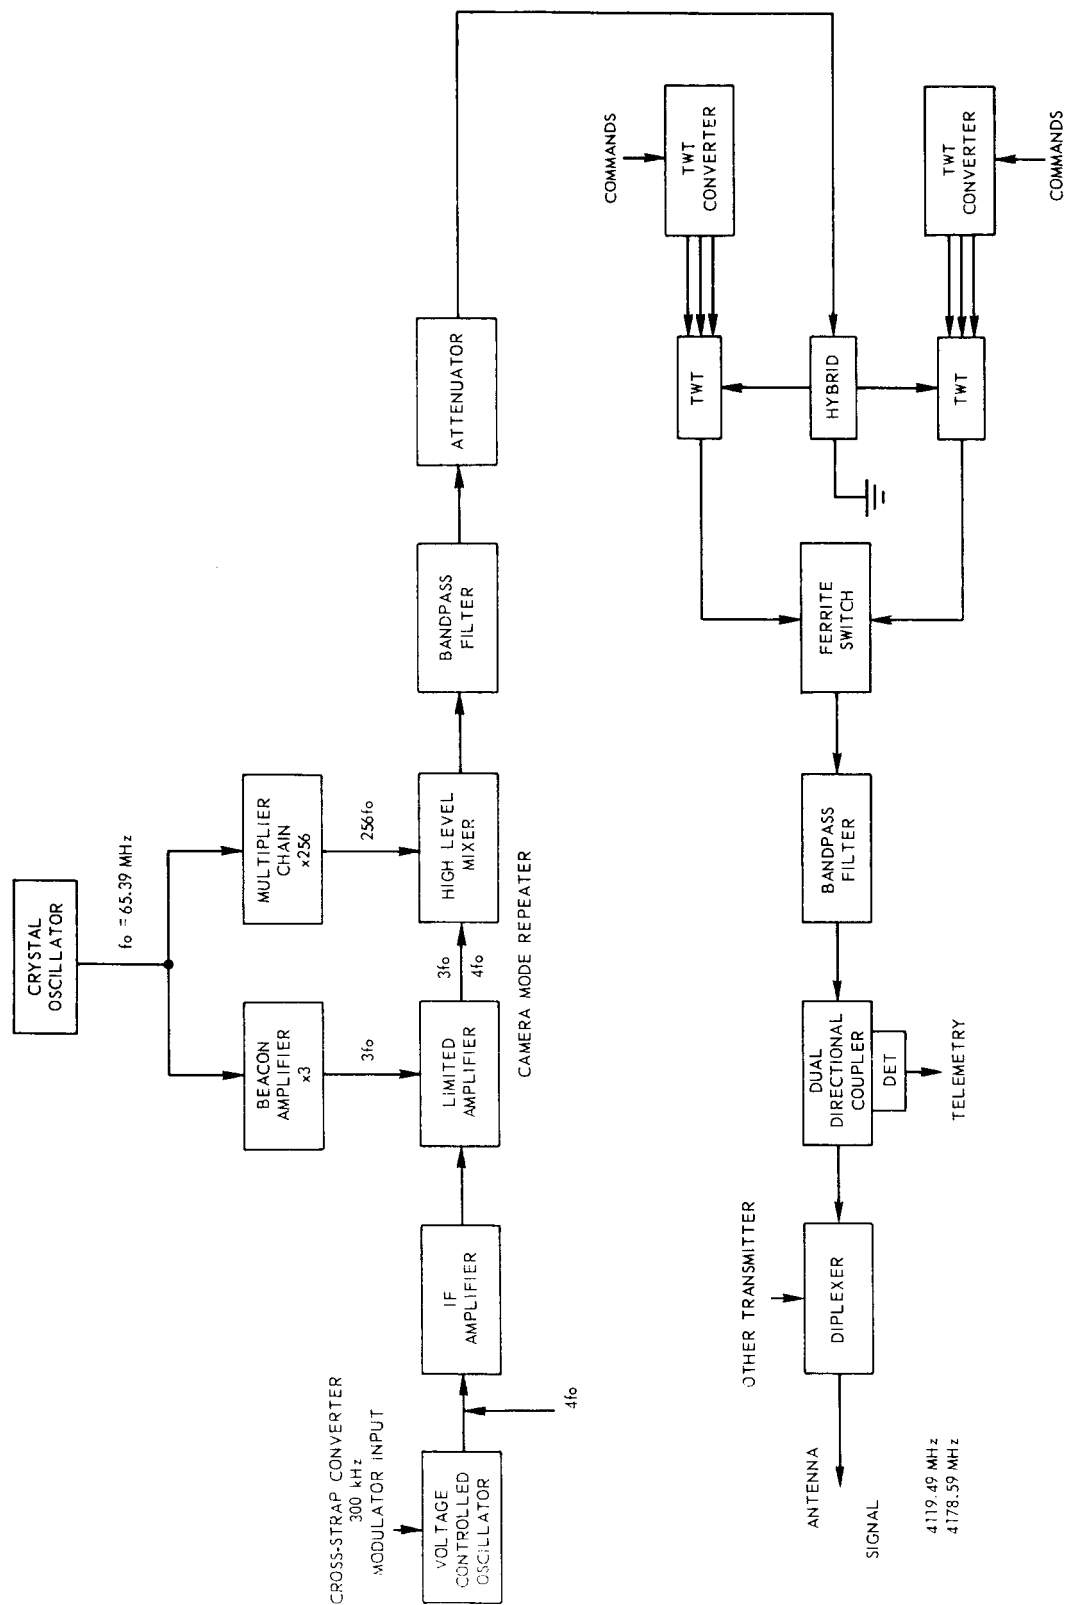 CRYSTAL
OSCILLATOR
fo = 65.39 MHz
BEACON
AMPLIFIER
x3
MULTIPLIER
CHAIN
x256
3fo
256fo
CROSS-STRAP CONVERTER
300 kHz
MODULATOR INPUT
VOLTAGE
CONTROLLED
OSCILLATOR
4fo
IF
AMPLIFIER
LIMITED
AMPLIFIER
3fo
4fo
HIGH LEVEL
MIXER
BANDPASS
FILTER
ATTENUATOR
CAMERA MODE REPEATER
COMMANDS
TWT
CONVERTER
TWT
HYBRID
TWT
TWT
CONVERTER
COMMANDS
FERRITE
SWITCH
BANDPASS
FILTER
DUAL
DIRECTIONAL
COUPLER
DET
TELEMETRY
OTHER TRANSMITTER
DIPLEXER
ANTENNA
SIGNAL
4119.49 MHz
4178.59 MHz